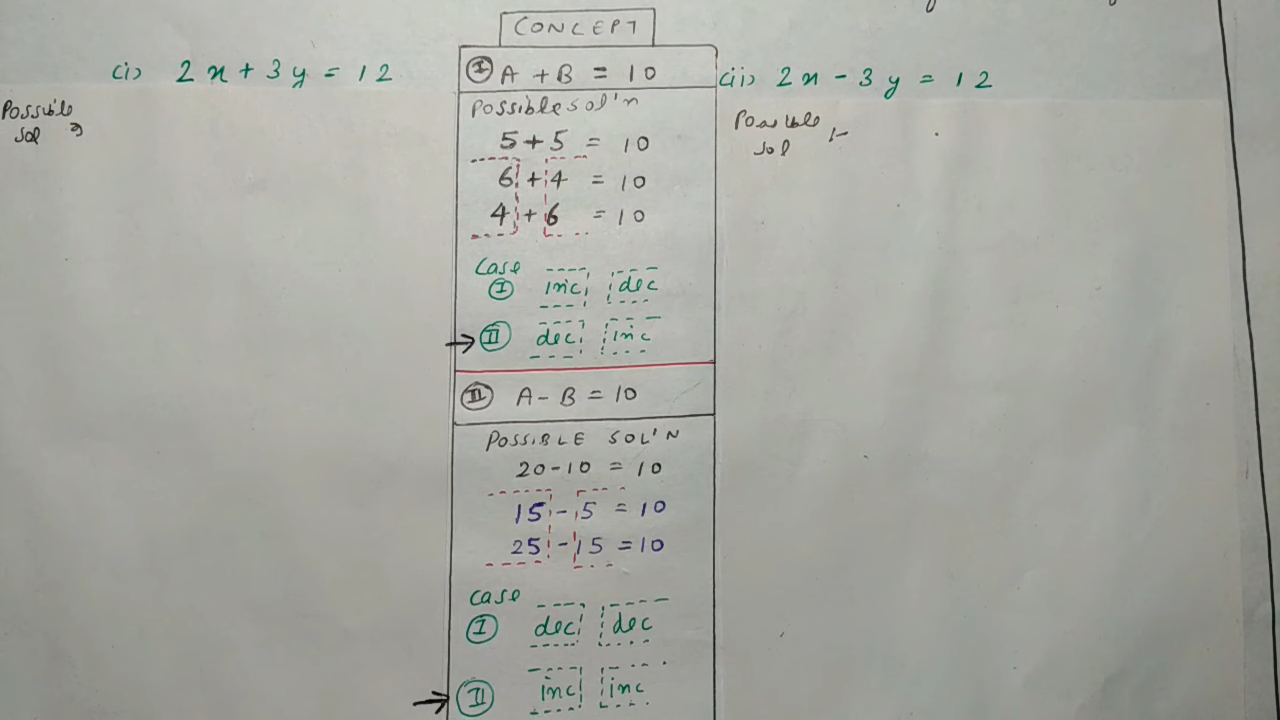 CONCEPT
(i) 2x + 3y = 12
Possible
sol
I A + B = 10
Possible sol'n
5 + 5 = 10
6 + 4 = 10
4 + 6 = 10
Case
I inc dec
→ II dec inc
II A - B = 10
POSSIBLE SOL'N
20 - 10 = 10
15 - 5 = 10
25 - 15 = 10
Case
I dec dec
→ II inc inc
(ii) 2x - 3y = 12
Possible
sol :-